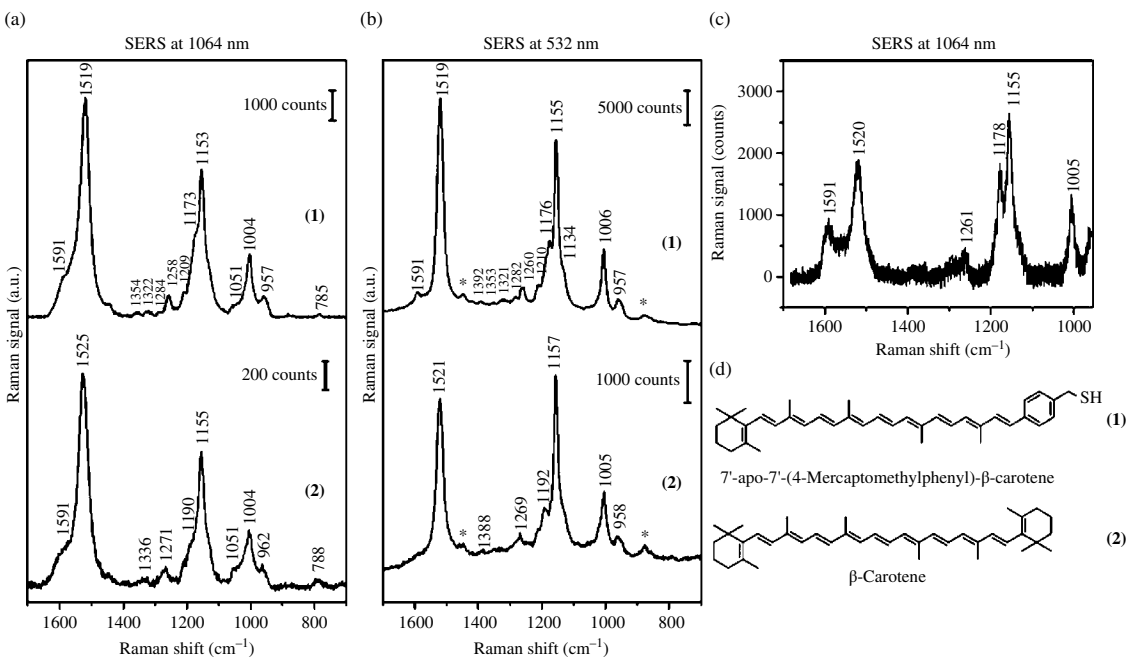 (a)
SERS at 1064 nm
1519
1000 counts
1153
1173
(1)
1591
1004
1354
1322
1284
1258
1209
1051
957
785
1525
200 counts
1155
(2)
1591
1190
1004
1336
1271
1051
962
788
Raman signal (a.u.)
1600 1400 1200 1000 800
Raman shift (cm−1)
(b)
SERS at 532 nm
1519
5000 counts
1155
1176
(1)
1134
1006
1591
*
1392
1353
1321
1282
1260
1210
957
*
1521
1157
1000 counts
(2)
1192
1005
*
1388
1269
958
*
Raman signal (a.u.)
1600 1400 1200 1000 800
Raman shift (cm−1)
(c)
SERS at 1064 nm
3000
2000
1000
0
Raman signal (counts)
1591
1520
1261
1178
1155
1005
1600 1400 1200 1000
Raman shift (cm−1)
(d)
SH
(1)
7'-apo-7'-(4-Mercaptomethylphenyl)-β-carotene
(2)
β-Carotene